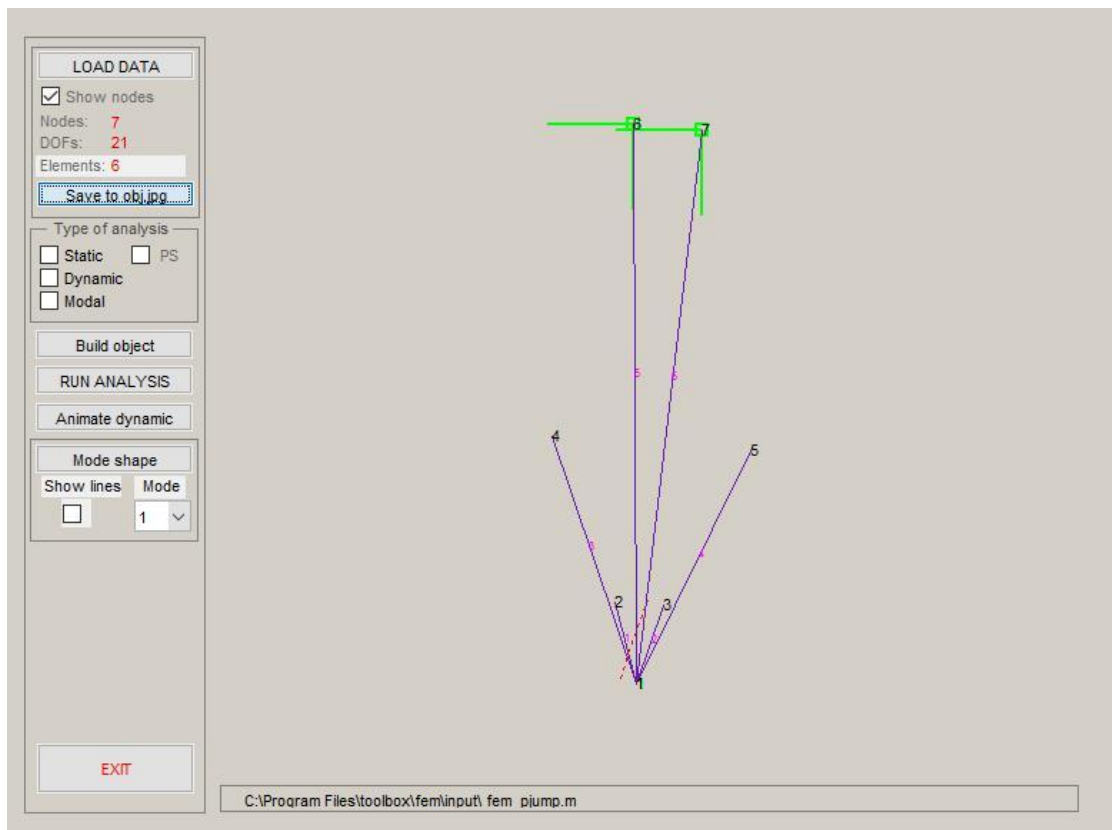 LOAD DATA
Show nodes
Nodes: 7
DOFs: 21
Elements: 6
Save to obj.jpg
Type of analysis
Static PS
Dynamic
Modal
Build object
RUN ANALYSIS
Animate dynamic
Mode shape
Show lines Mode
1
EXIT
6
7
5
4
5
2
3
1
C:\Program Files\toolbox\fem\input\ fem_pjump.m